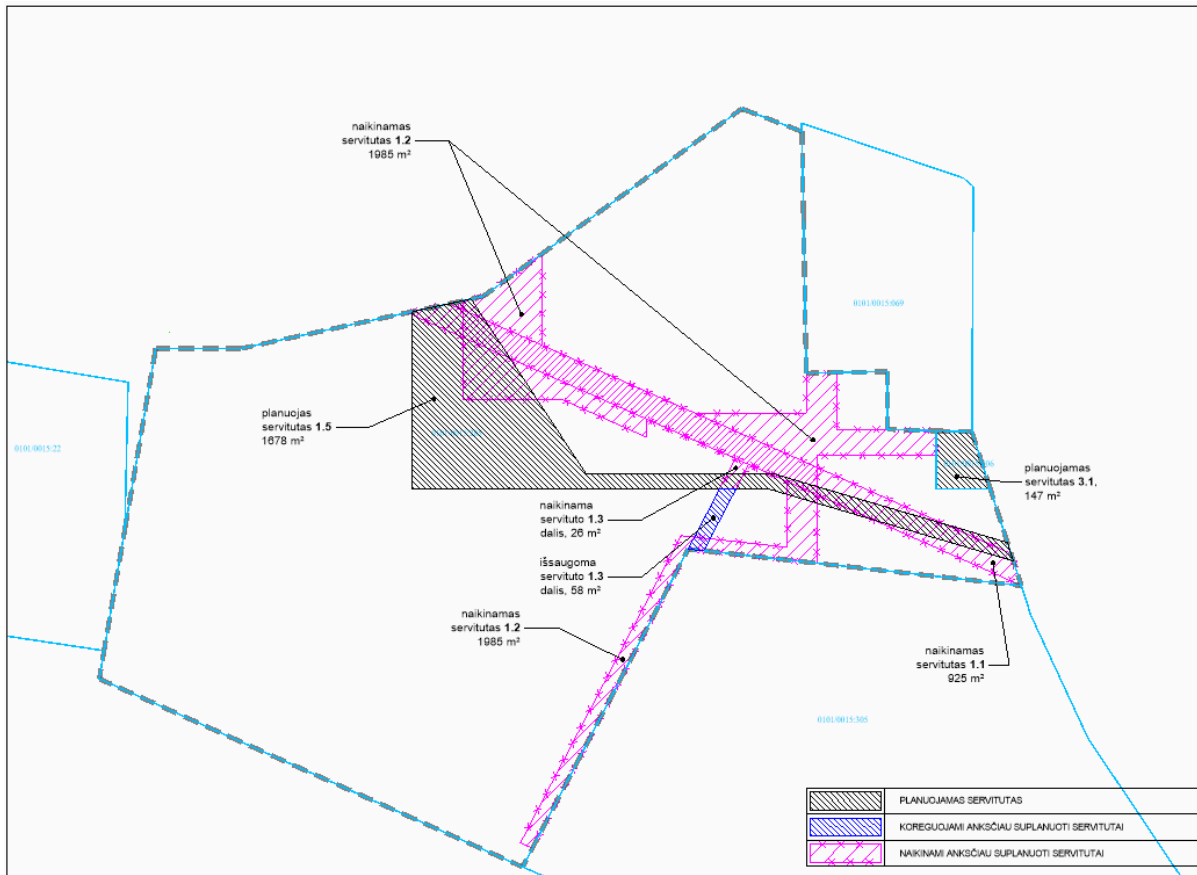 naikinamas
servitutas 1.2
1985 m²
0101/0015:069
planuojas
servitutas 1.5
1678 m²
0101/0015:22
planuojamas
servitutas 3.1,
147 m²
naikinama
servituto 1.3
dalis, 26 m²
išsaugoma
servituto 1.3
dalis, 58 m²
naikinamas
servitutas 1.2
1985 m²
naikinamas
servitutas 1.1
925 m²
0101/0015:305
PLANUOJAMAS SERVITUTAS
KOREGUOJAMI ANKSČIAU SUPLANUOTI SERVITUTAI
NAIKINAMI ANKSČIAU SUPLANUOTI SERVITUTAI